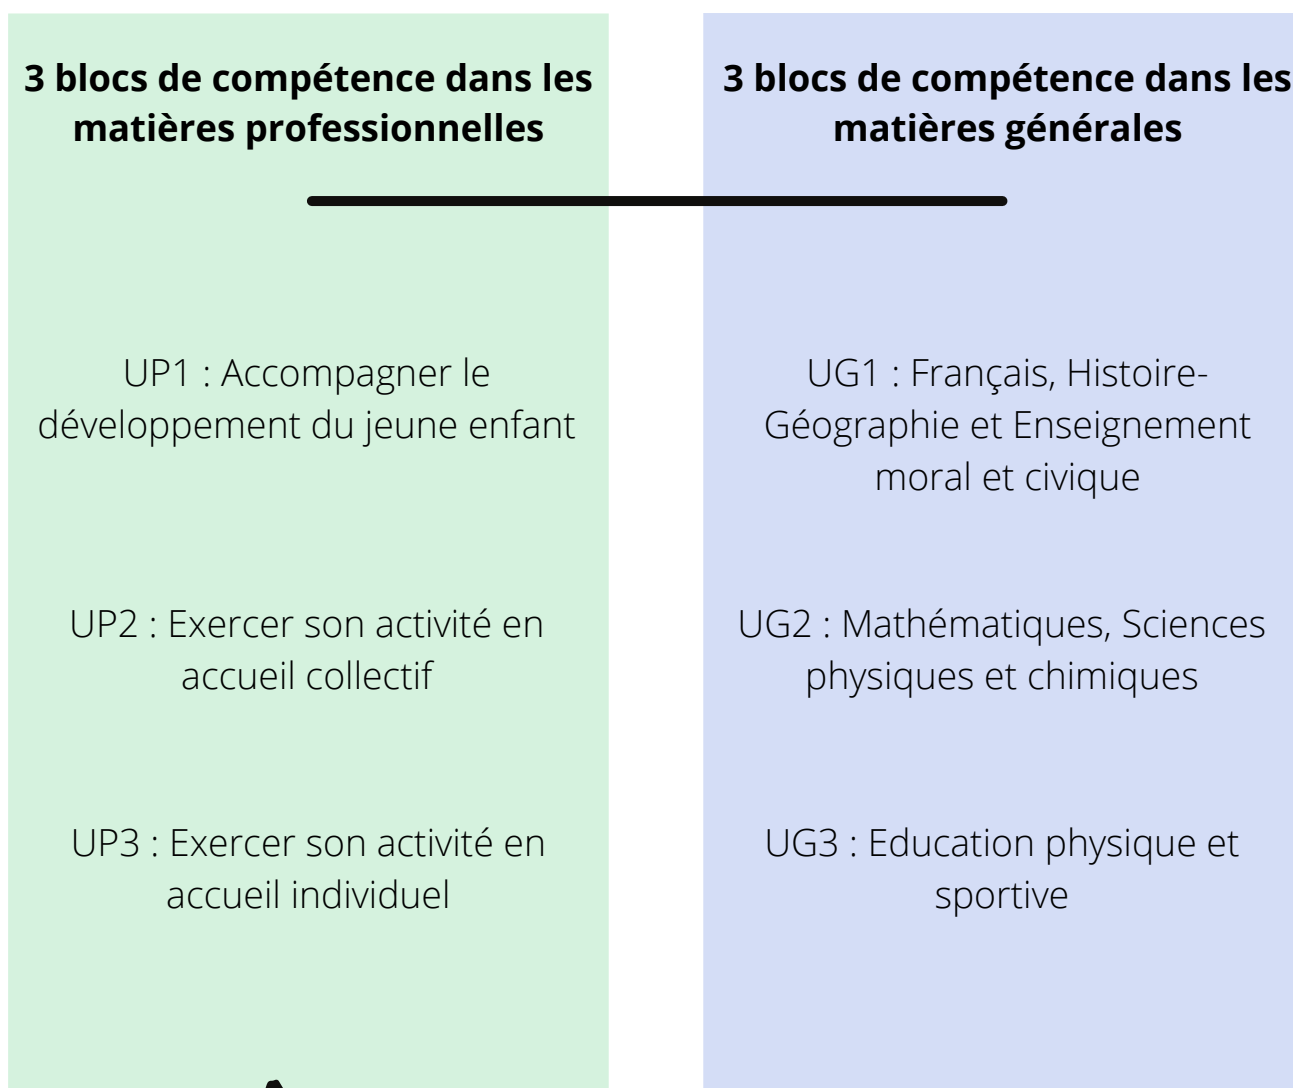 3 blocs de compétence dans les
matières professionnelles
UP1 : Accompagner le
développement du jeune enfant
UP2 : Exercer son activité en
accueil collectif
UP3 : Exercer son activité en
accueil individuel
3 blocs de compétence dans les
matières générales
UG1 : Français, Histoire-
Géographie et Enseignement
moral et civique
UG2 : Mathématiques, Sciences
physiques et chimiques
UG3 : Education physique et
sportive